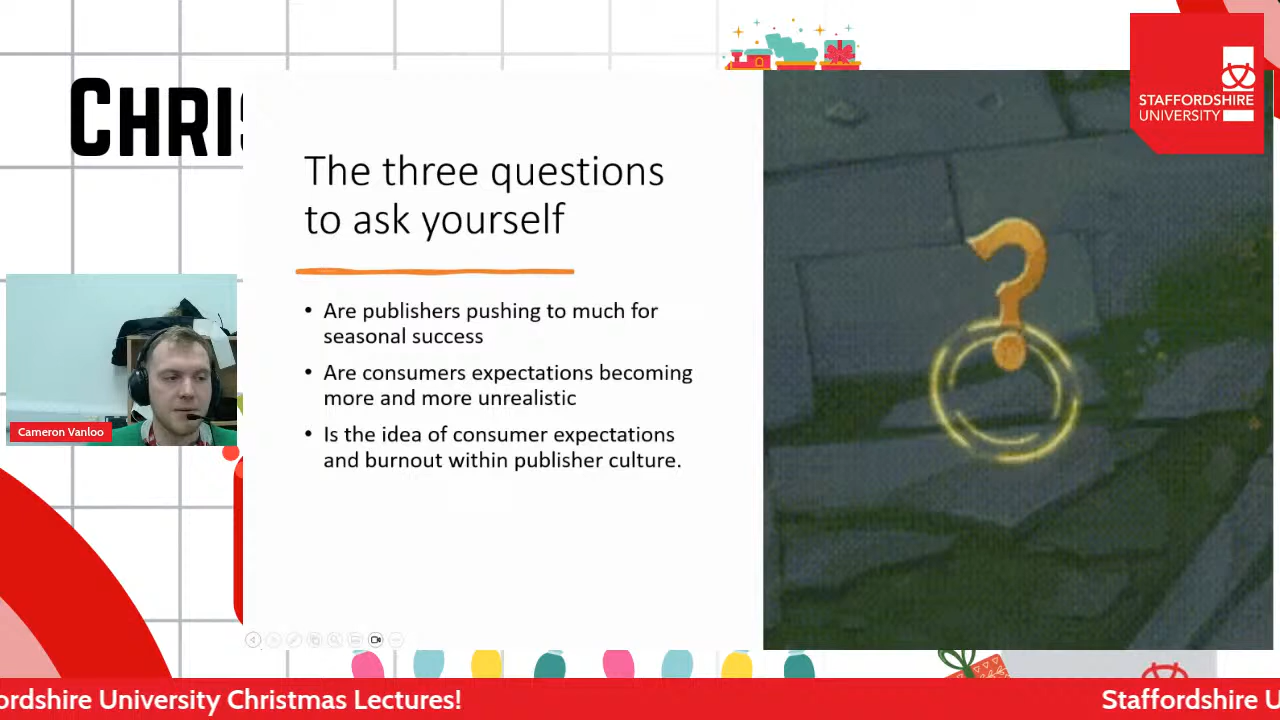 CHRIS
STAFFORDSHIRE
UNIVERSITY
The three questions
to ask yourself
• Are publishers pushing to much for
seasonal success
• Are consumers expectations becoming
more and more unrealistic
• Is the idea of consumer expectations
and burnout within publisher culture.
?
Cameron Vanloo
fordshire University Christmas Lectures!
Staffordshire U